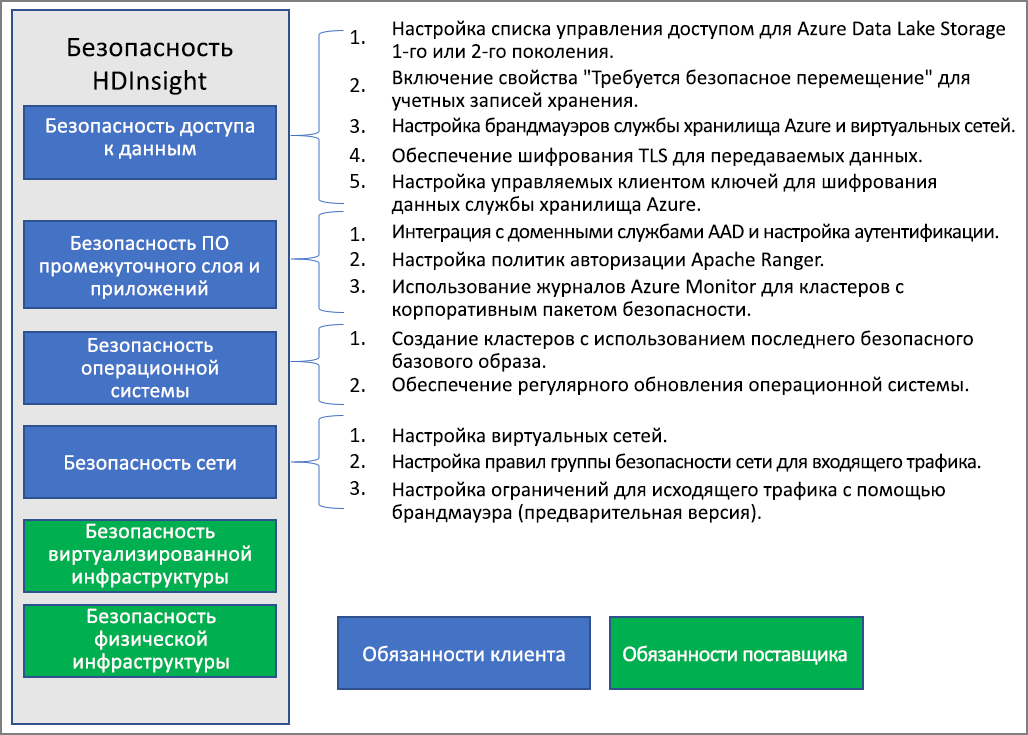 Безопасность
HDInsight
Безопасность доступа
к данным
1. Настройка списка управления доступом для Azure Data Lake Storage
1-го или 2-го поколения.
2. Включение свойства "Требуется безопасное перемещение" для
учетных записей хранения.
3. Настройка брандмауэров службы хранилища Azure и виртуальных сетей.
4. Обеспечение шифрования TLS для передаваемых данных.
5. Настройка управляемых клиентом ключей для шифрования
данных службы хранилища Azure.
Безопасность ПО
промежуточного слоя и
приложений
1. Интеграция с доменными службами AAD и настройка аутентификации.
2. Настройка политик авторизации Apache Ranger.
3. Использование журналов Azure Monitor для кластеров с
корпоративным пакетом безопасности.
Безопасность
операционной
системы
1. Создание кластеров с использованием последнего безопасного
базового образа.
2. Обеспечение регулярного обновления операционной системы.
Безопасность сети
1. Настройка виртуальных сетей.
2. Настройка правил группы безопасности сети для входящего трафика.
3. Настройка ограничений для исходящего трафика с помощью
брандмауэра (предварительная версия).
Безопасность
виртуализированной
инфраструктуры
Безопасность
физической
инфраструктуры
Обязанности клиента
Обязанности поставщика